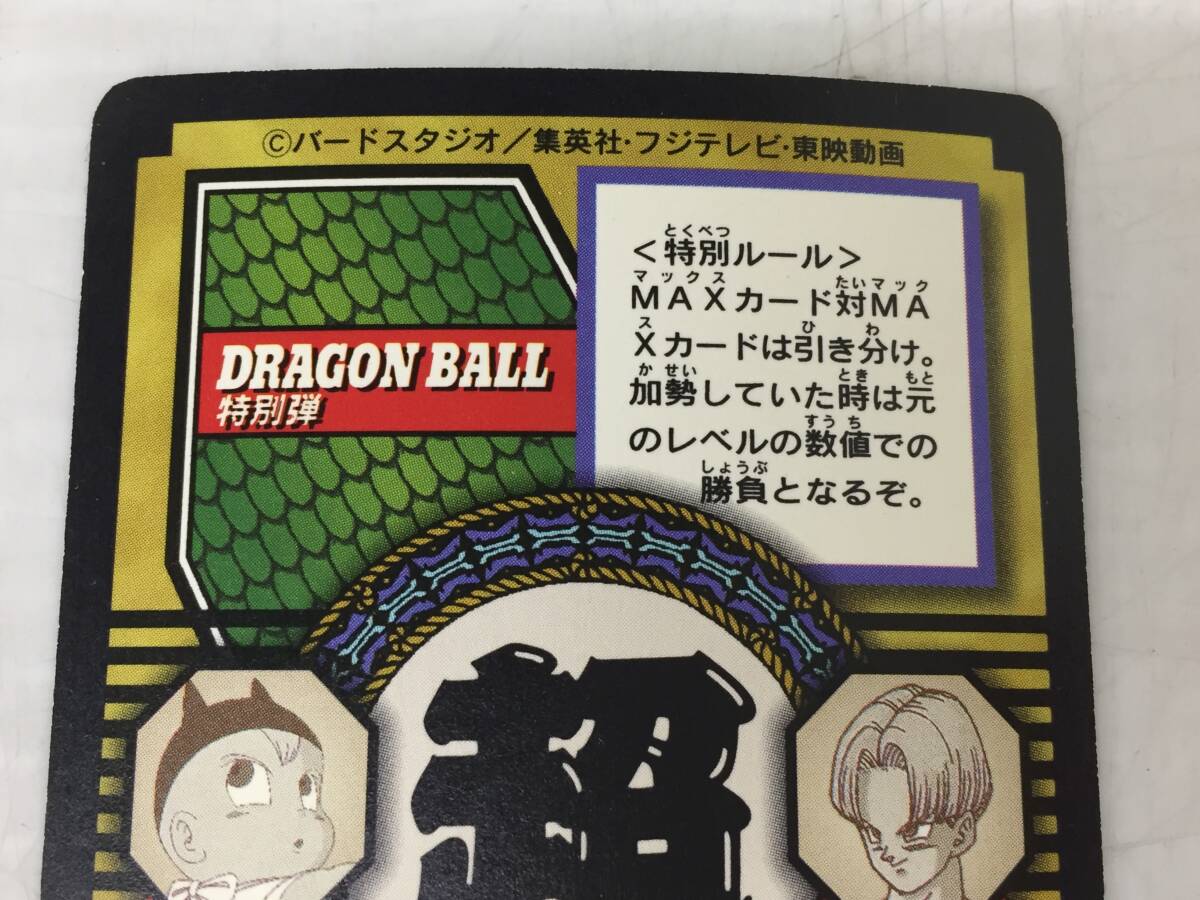 ©バードスタジオ／集英社・フジテレビ・東映動画
DRAGON BALL
特別弾
とくべつ
＜特別ルール＞
マックス たいマック
MAXカード対MA
ス ひ わ
Xカードは引き分け。
か せい とき もと
加勢していた時は元
すう ち
のレベルの数値での
しょうぶ
勝負となるぞ。